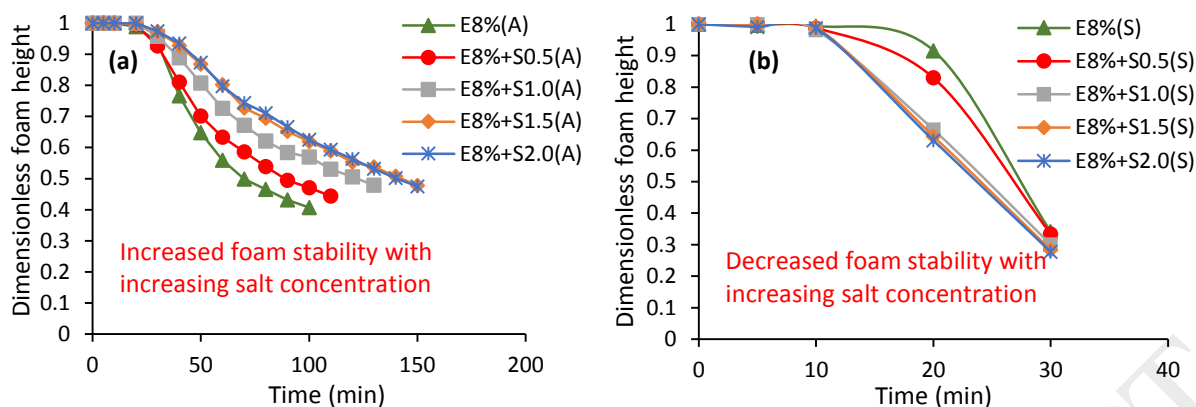 Dimensionless foam height
1
0.9
0.8
0.7
0.6
0.5
0.4
0.3
0.2
0.1
0
(a)
E8%(A)
E8%+S0.5(A)
E8%+S1.0(A)
E8%+S1.5(A)
E8%+S2.0(A)
Increased foam stability with
increasing salt concentration
0 50 100 150 200
Time (min)
Dimensionless foam height
1
0.9
0.8
0.7
0.6
0.5
0.4
0.3
0.2
0.1
0
(b)
E8%(S)
E8%+S0.5(S)
E8%+S1.0(S)
E8%+S1.5(S)
E8%+S2.0(S)
Decreased foam stability with
increasing salt concentration
0 10 20 30 40
Time (min)